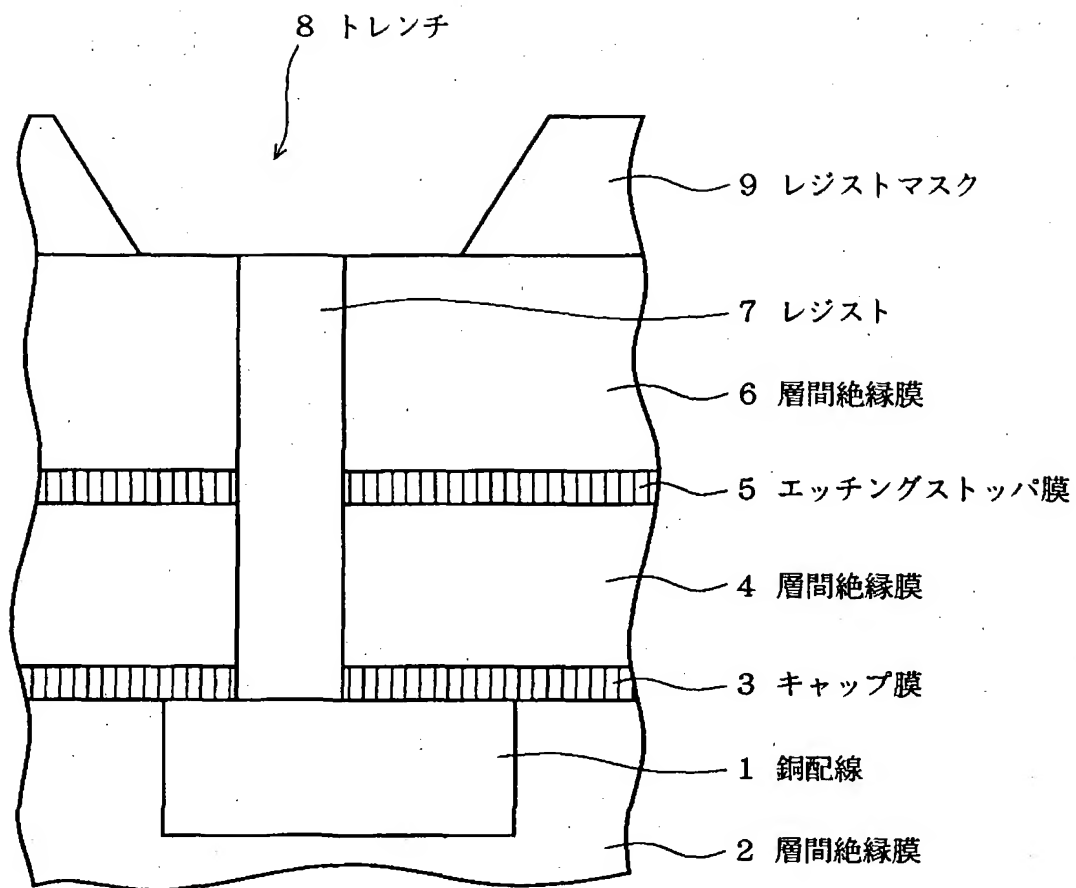 8 トレンチ
9 レジストマスク
7 レジスト
6 層間絶縁膜
5 エッチングストッパ膜
4 層間絶縁膜
3 キャップ膜
1 銅配線
2 層間絶縁膜